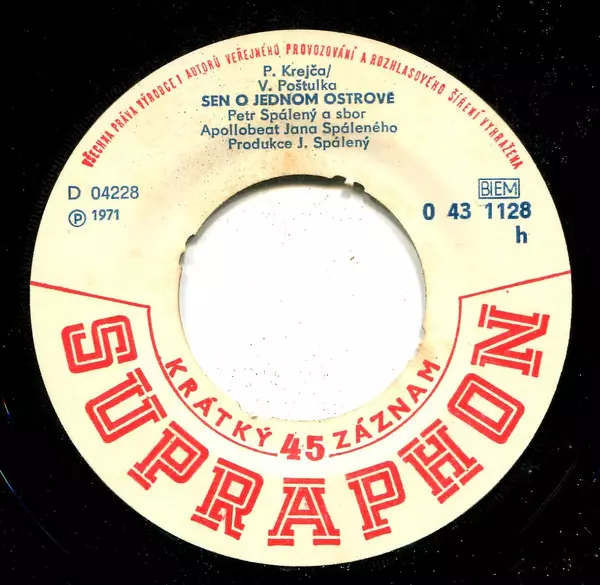 VŠECHNA PRÁVA VÝROBCE I AUTORŮ VEŘEJNÉHO PROVOZOVÁNÍ A ROZHLASOVÉHO ŠÍŘENÍ VYHRAŽENA
P. Krejča/
V. Poštulka
SEN O JEDNOM OSTROVĚ
Petr Spálený a sbor
Apollobeat Jana Spáleného
Produkce J. Spálený
D 04228
Ⓟ 1971
BIEM
0 43 1128
h
KRÁTKÝ 45 ZÁZNAM
SUPRAPHON